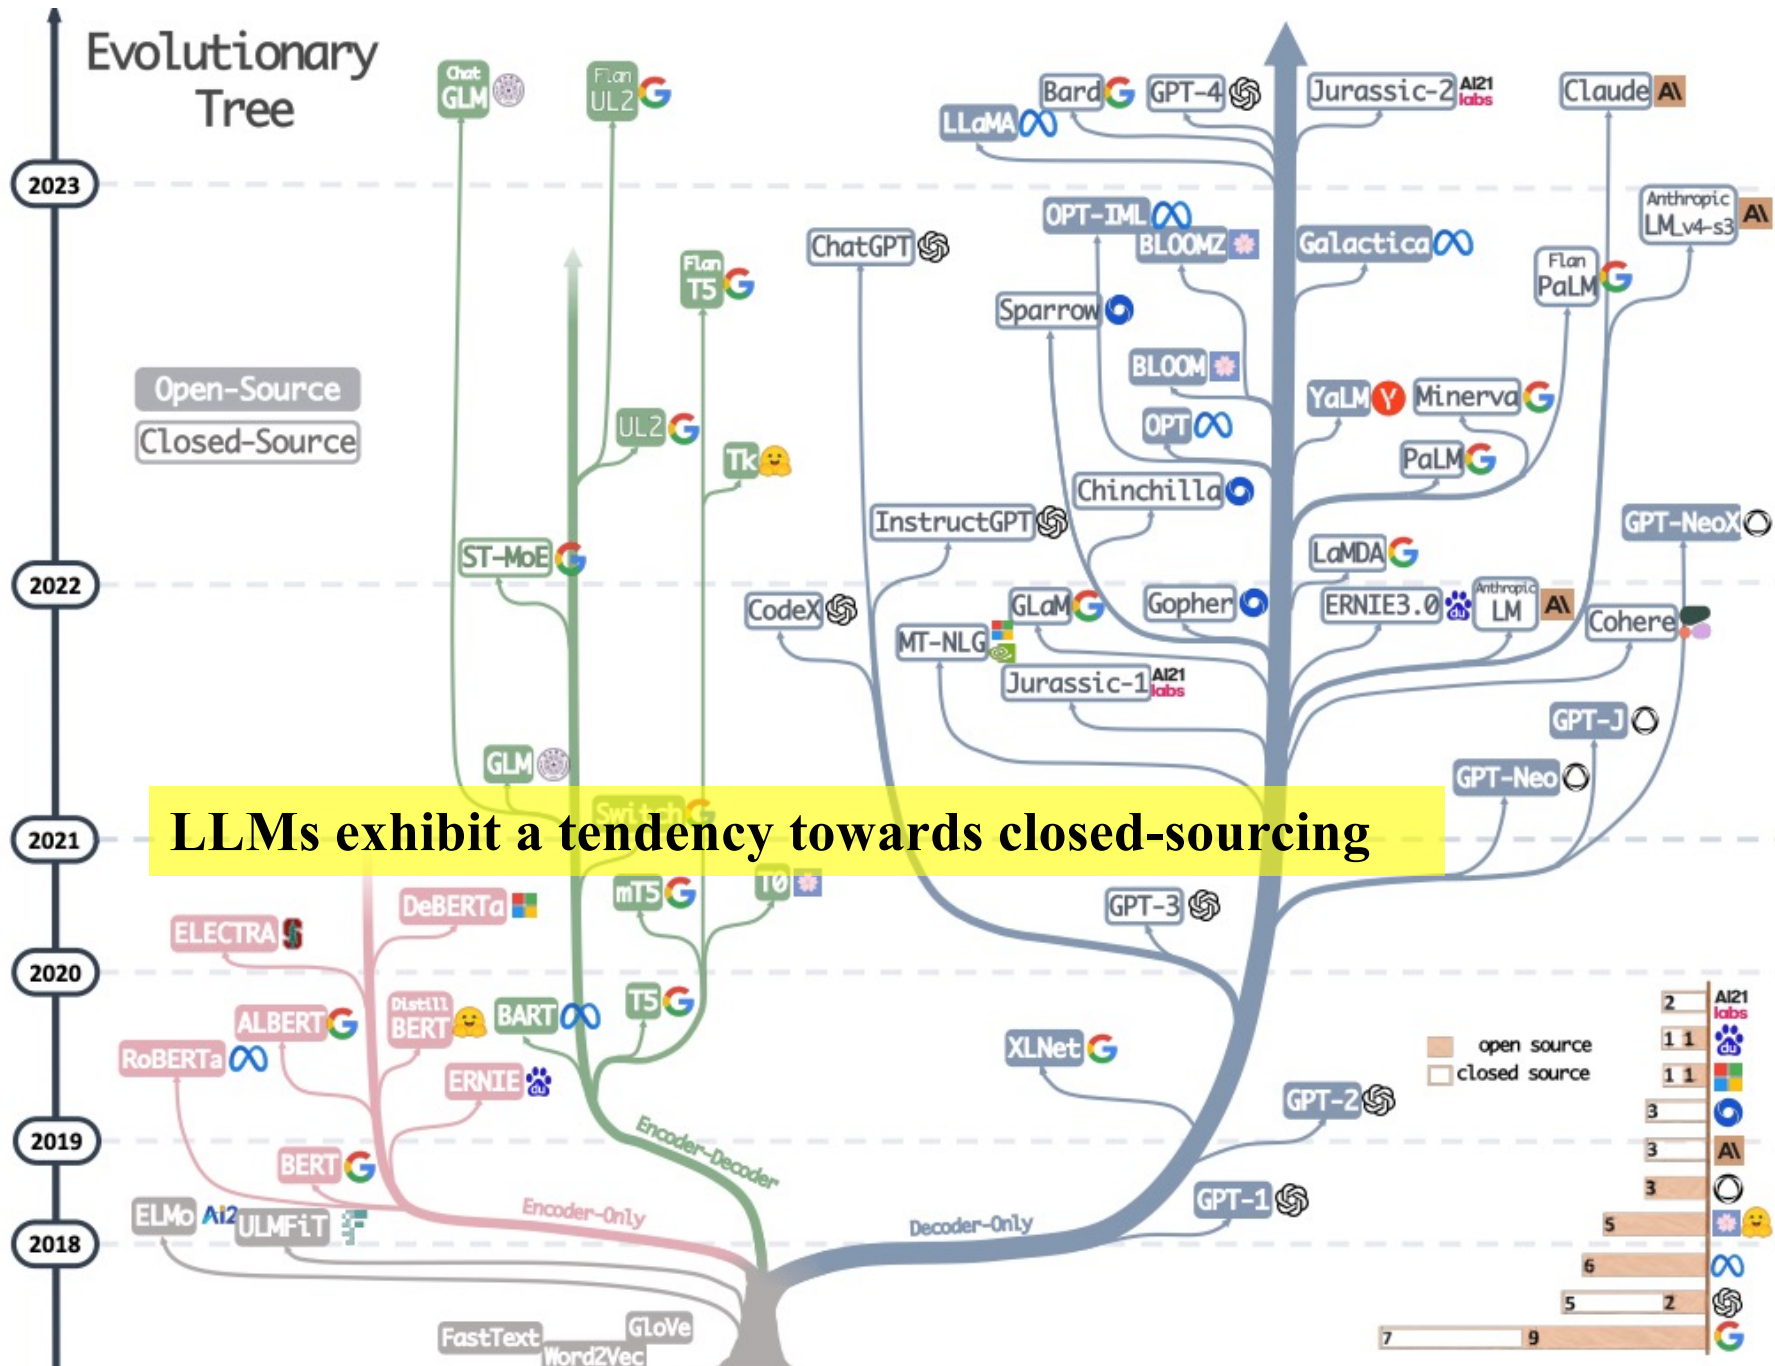 Evolutionary
Tree
Chat
GLM
Flan
UL2
Bard
GPT-4
Jurassic-2
AI21
labs
Claude
A\
LLaMA
2023
OPT-IML
Anthropic
LM_v4-s3
A\
ChatGPT
BLOOMZ
Galactica
Flan
T5
Flan
PaLM
Sparrow
BLOOM
Open-Source
YaLM
Y
Minerva
UL2
OPT
Closed-Source
Tk
PaLM
Chinchilla
InstructGPT
GPT-NeoX
ST-MoE
LaMDA
2022
CodeX
GLaM
Gopher
ERNIE3.0
du
Anthropic
LM
A\
Cohere
MT-NLG
Jurassic-1
AI21
labs
GPT-J
GLM
GPT-Neo
Switch
LLMs exhibit a tendency towards closed-sourcing
2021
mT5
T0
DeBERTa
GPT-3
ELECTRA
S
2020
T5
Distill
BERT
BART
ALBERT
2
AI21
labs
open source
1 1
du
RoBERTa
XLNet
closed source
1 1
ERNIE
du
GPT-2
3
2019
Encoder-Decoder
3
A\
BERT
3
GPT-1
ELMo
Ai2
ULMFiT
Encoder-Only
Decoder-Only
5
2018
6
5 2
FastText
GloVe
Word2Vec
7 9